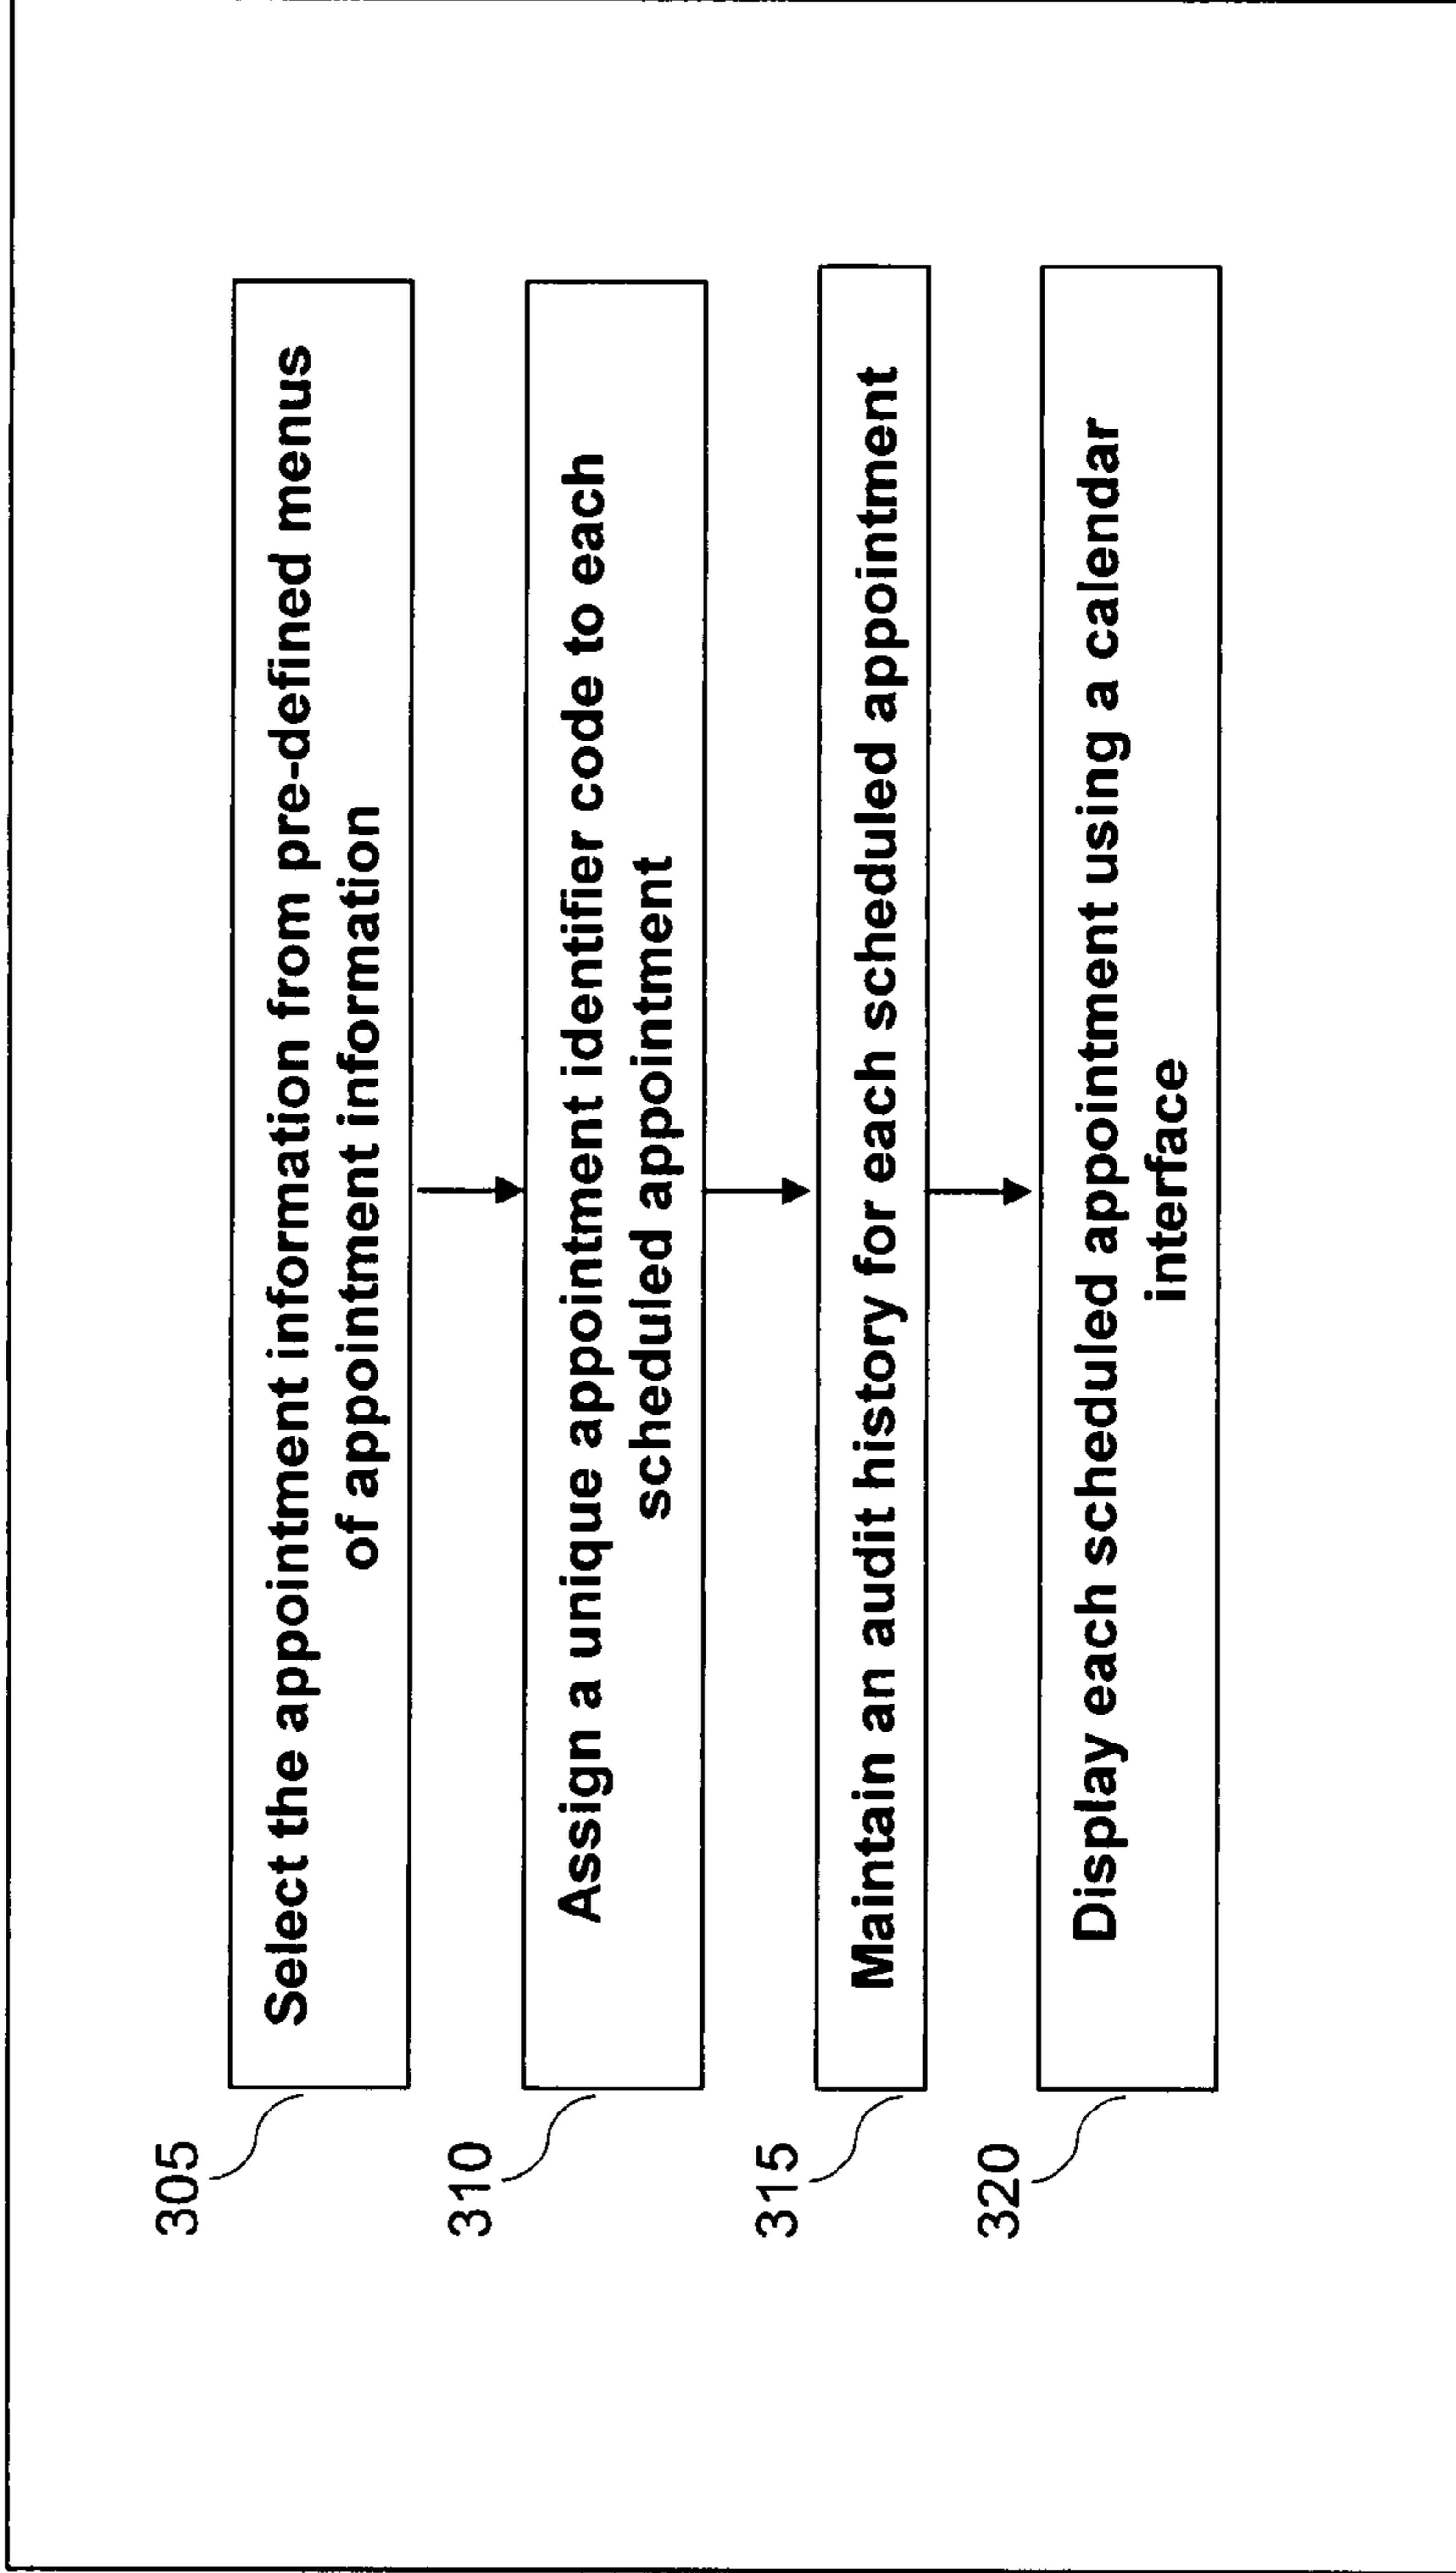 305
Select the appointment information from pre-defined menus
of appointment information
310
Assign a unique appointment identifier code to each
scheduled appointment
315
Maintain an audit history for each scheduled appointment
320
Display each scheduled appointment using a calendar
interface